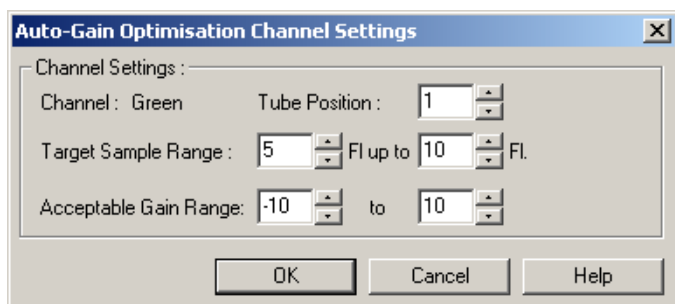 Auto-Gain Optimisation Channel Settings
Channel Settings :
Channel : Green Tube Position : 1
Target Sample Range : 5 Fl up to 10 Fl.
Acceptable Gain Range: -10 to 10
OK Cancel Help